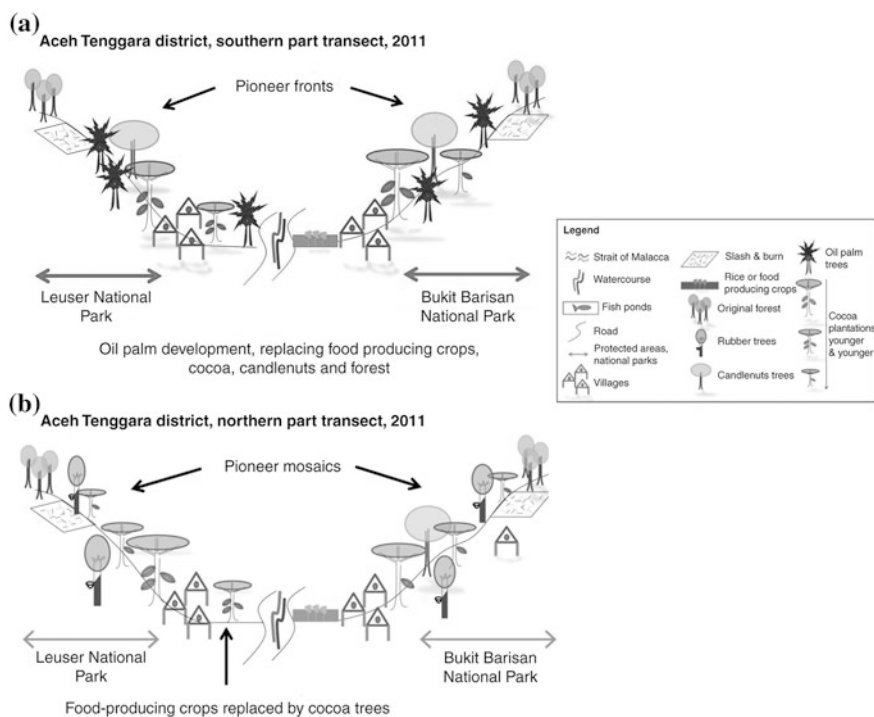 (a)
Aceh Tenggara district, southern part transect, 2011
Pioneer fronts
Leuser National
Park
Bukit Barisan
National Park
Oil palm development, replacing food producing crops,
cocoa, candlenuts and forest
Legend
Strait of Malacca
Watercourse
Fish ponds
Road
Protected areas,
national parks
Villages
Slash & burn
Rice or food
producing crops
Original forest
Rubber trees
Candlenuts trees
Oil palm
trees
Cocoa
plantations
younger
& younger
(b)
Aceh Tenggara district, northern part transect, 2011
Pioneer mosaics
Leuser National
Park
Bukit Barisan
National Park
Food-producing crops replaced by cocoa trees